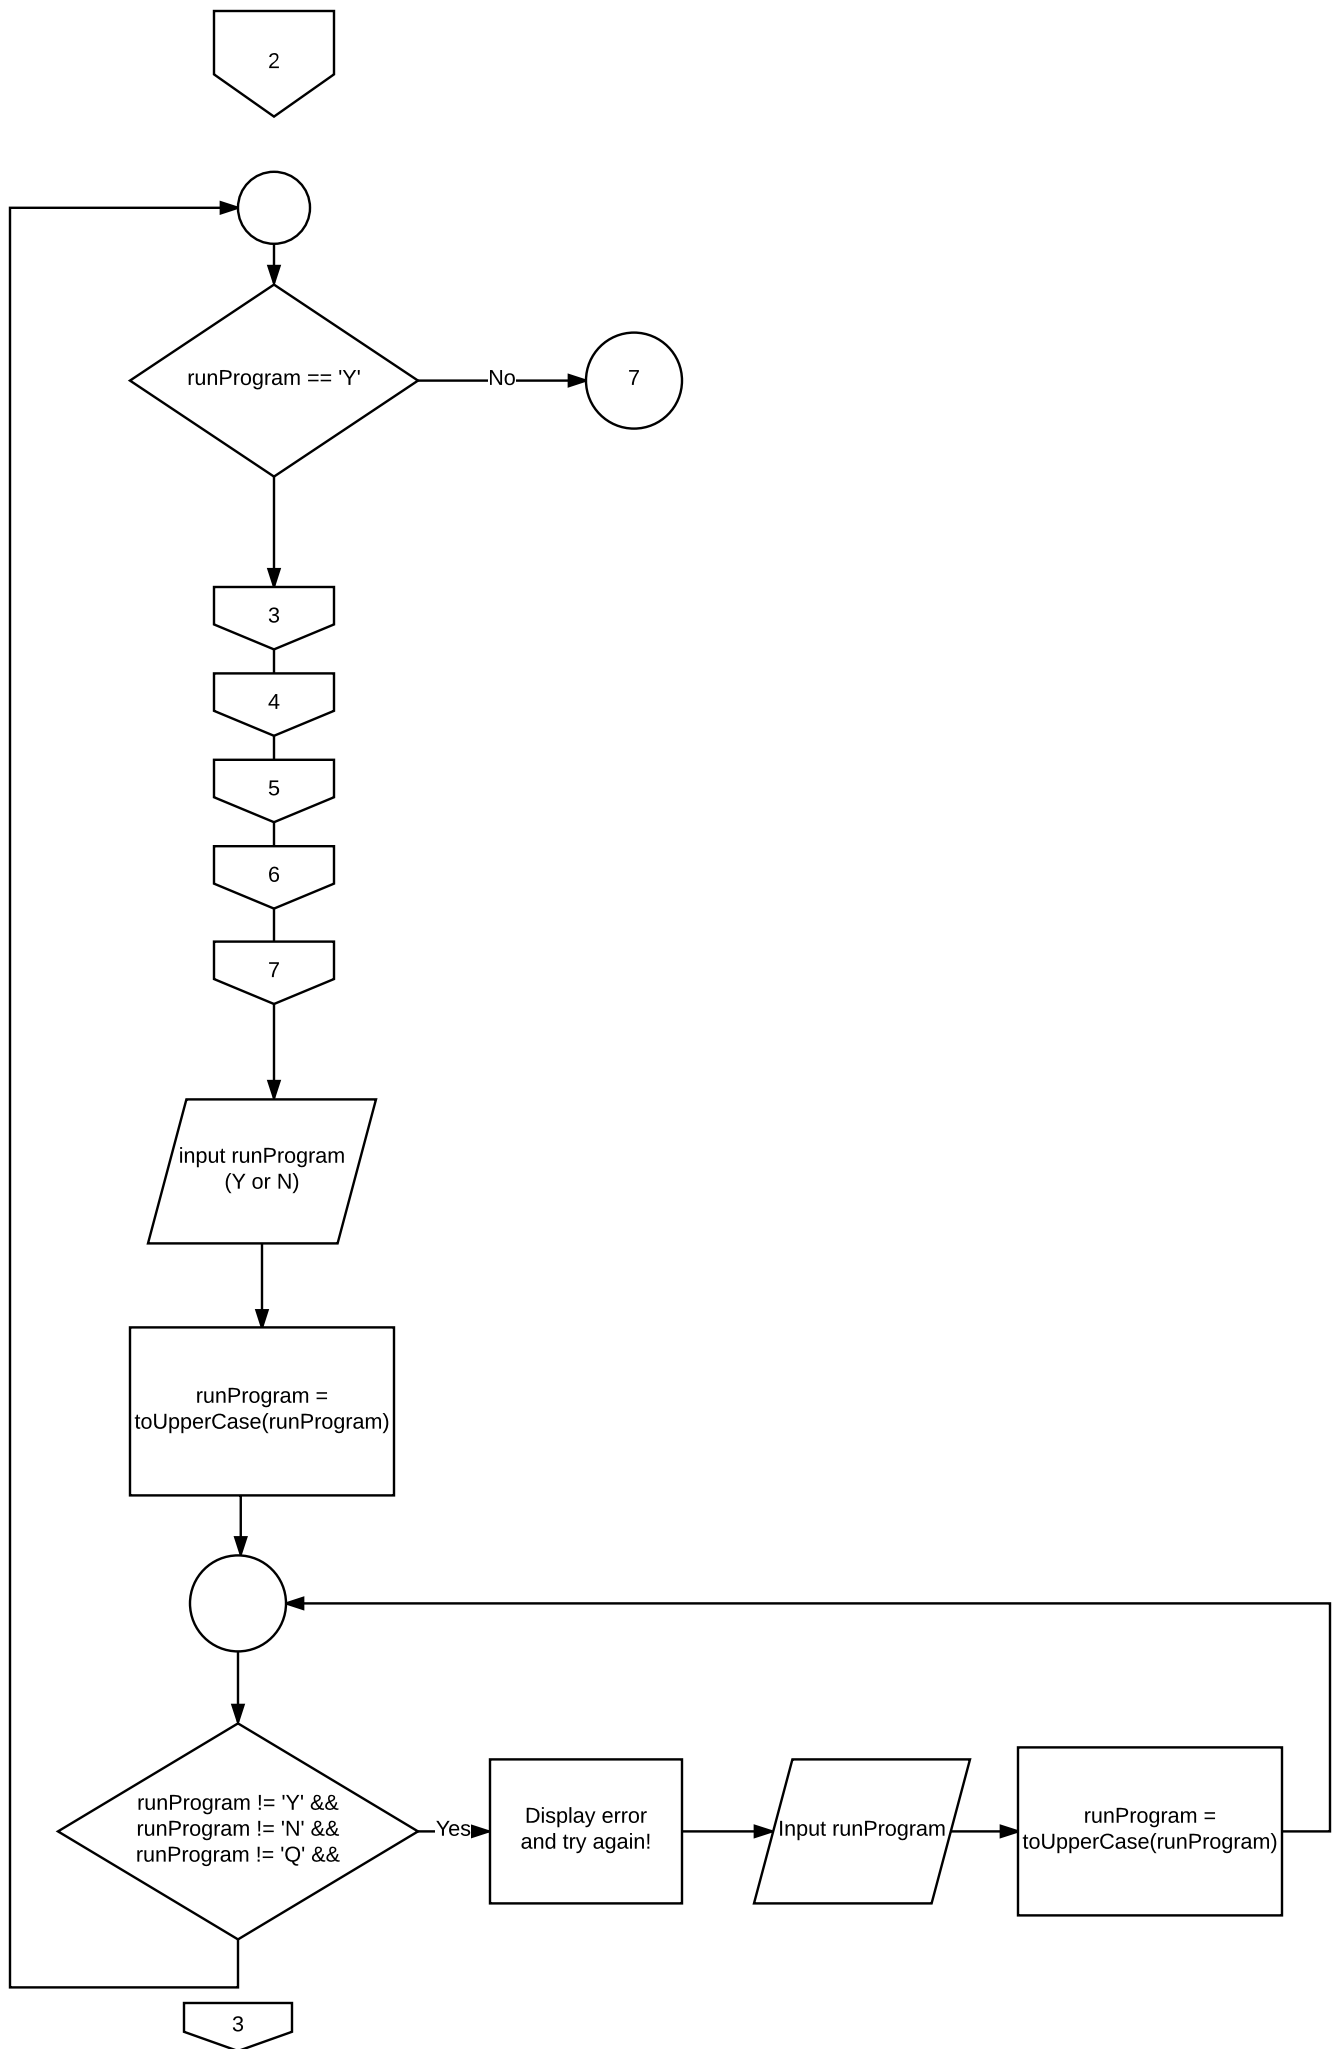 2
runProgram == 'Y'
No
7
3
4
5
6
7
input runProgram
(Y or N)
runProgram =
toUpperCase(runProgram)
runProgram != 'Y' &&
runProgram != 'N' &&
runProgram != 'Q' &&
Yes
Display error
and try again!
Input runProgram
runProgram =
toUpperCase(runProgram)
3